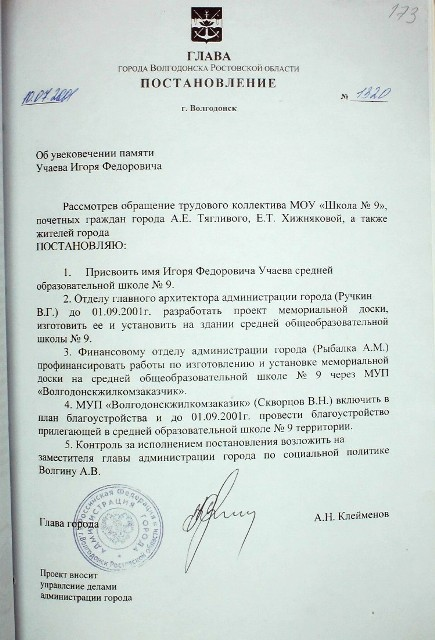 173
ГЛАВА
ГОРОДА ВОЛГОДОНСКА РОСТОВСКОЙ ОБЛАСТИ
ПОСТАНОВЛЕНИЕ
10.07.2001
№ 1320
г. Волгодонск
Об увековечении памяти
Учаева Игоря Федоровича
Рассмотрев обращение трудового коллектива МОУ «Школа № 9»,
почетных граждан города А.Е. Тягливого, Е.Т. Хижняковой, а также
жителей города
ПОСТАНОВЛЯЮ:
1. Присвоить имя Игоря Федоровича Учаева средней
образовательной школе № 9.
2. Отделу главного архитектора администрации города (Ручкин
В.Г.) до 01.09.2001г. разработать проект мемориальной доски,
изготовить ее и установить на здании средней общеобразовательной
школы № 9.
3. Финансовому отделу администрации города (Рыбалка А.М.)
профинансировать работы по изготовлению и установке мемориальной
доски на средней общеобразовательной школе № 9 через МУП
«Волгодонскжилкомзаказчик».
4. МУП «Волгодонскжилкомзаказик» (Скварцов В.Н.) включить в
план благоустройства и до 01.09.2001г. провести благоустройство
прилегающей в средней образовательной школе № 9 территории.
5. Контроль за исполнением постановления возложить на
заместителя главы администрации города по социальной политике
Волгину А.В.
Глава города
А.Н. Клейменов
Российская Федерация
АДМИНИСТРАЦИЯ ГОРОДА
Проект вносит
управление делами
администрации города